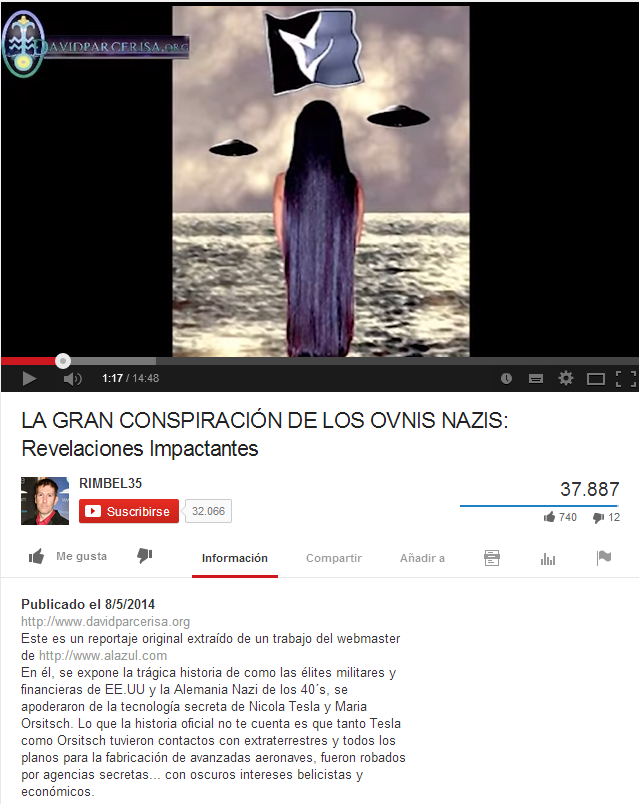 DAVIDPARCERISA.ORG
1:17 / 14:48
LA GRAN CONSPIRACIÓN DE LOS OVNIS NAZIS:
Revelaciones Impactantes
RIMBEL35
Suscribirse 32.066
37.887
740 12
Me gusta Información Compartir Añadir a
Publicado el 8/5/2014
http://www.davidparcerisa.org
Este es un reportaje original extraído de un trabajo del webmaster
de http://www.alazul.com
En él, se expone la trágica historia de como las élites militares y
financieras de EE.UU y la Alemania Nazi de los 40´s, se
apoderaron de la tecnología secreta de Nicola Tesla y Maria
Orsitsch. Lo que la historia oficial no te cuenta es que tanto Tesla
como Orsitsch tuvieron contactos con extraterrestres y todos los
planos para la fabricación de avanzadas aeronaves, fueron robados
por agencias secretas... con oscuros intereses belicistas y
económicos.